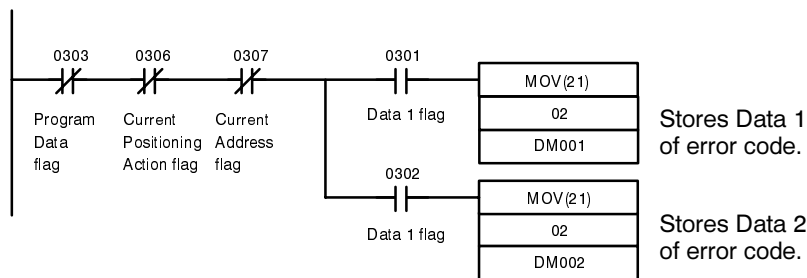 0303
0306
0307
0301
MOV(21)
Program
Data
flag
Current
Positioning
Action flag
Current
Address
flag
Data 1 flag
02
DM001
Stores Data 1
of error code.
0302
MOV(21)
Data 1 flag
02
DM002
Stores Data 2
of error code.